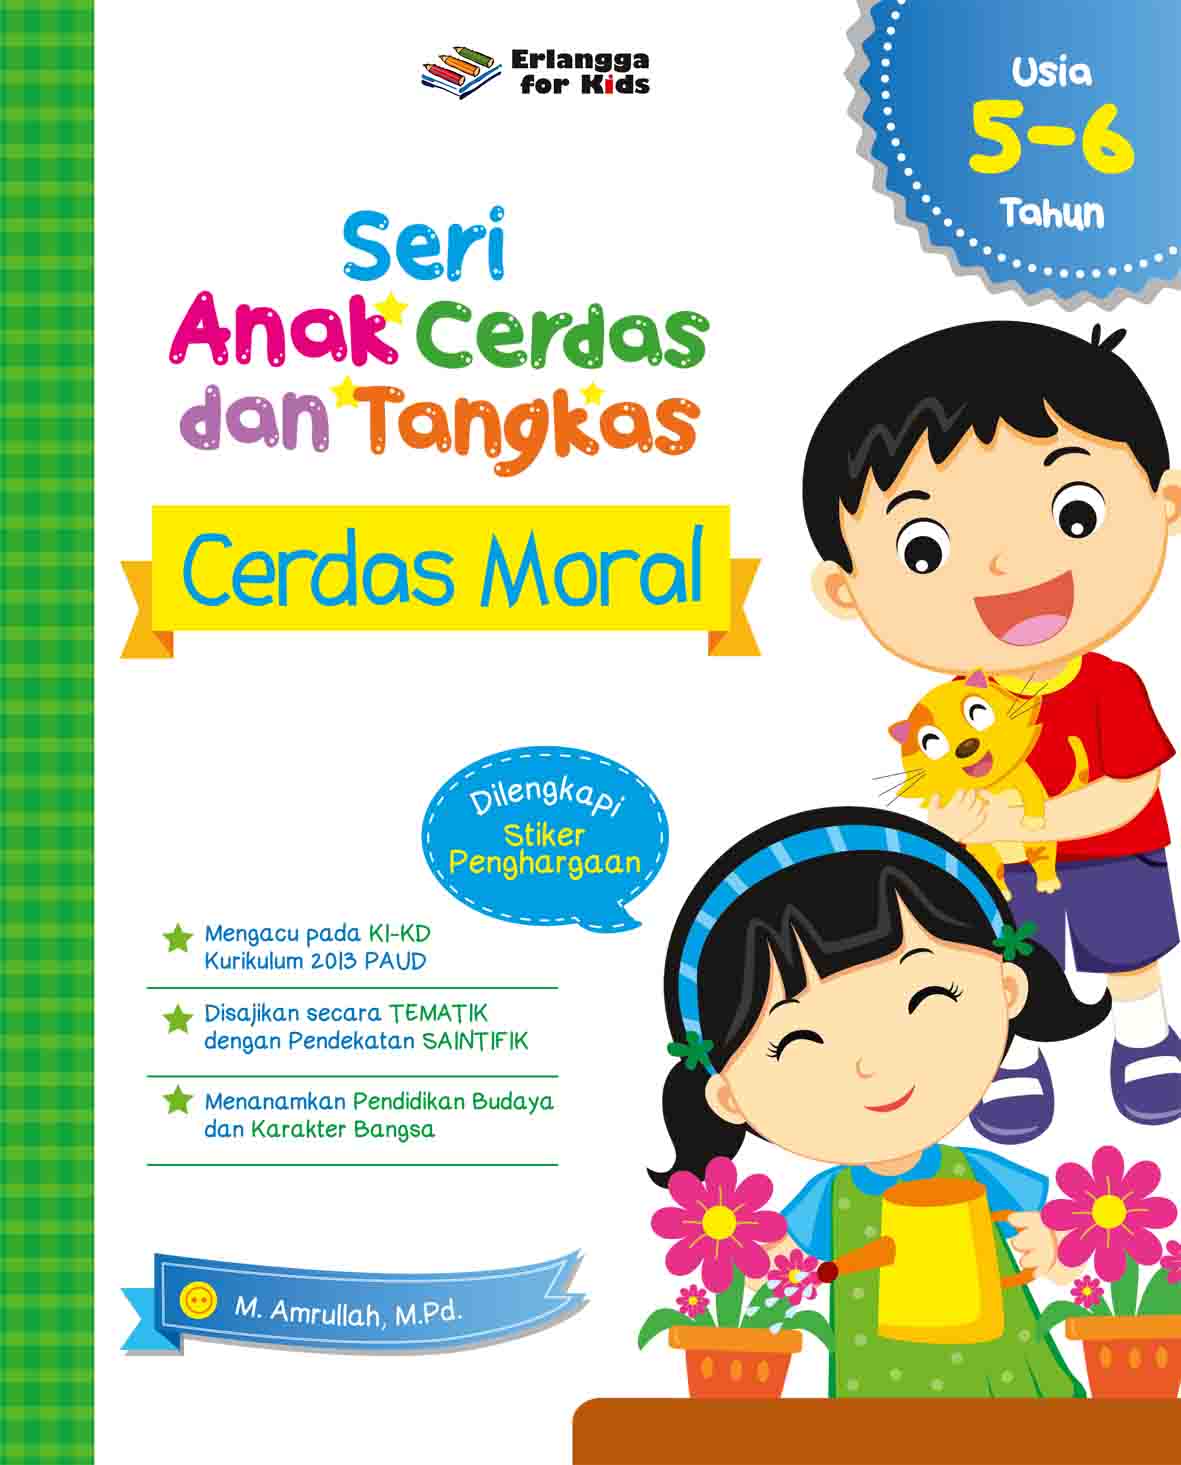 Erlangga
for Kids
Usia
5-6
Tahun
Seri
Anak Cerdas
dan Tangkas
Cerdas Moral
Dilengkapi
Stiker
Penghargaan
Mengacu pada KI-KD
Kurikulum 2013 PAUD
Disajikan secara TEMATIK
dengan Pendekatan SAINTIFIK
Menanamkan Pendidikan Budaya
dan Karakter Bangsa
M. Amrullah, M.Pd.